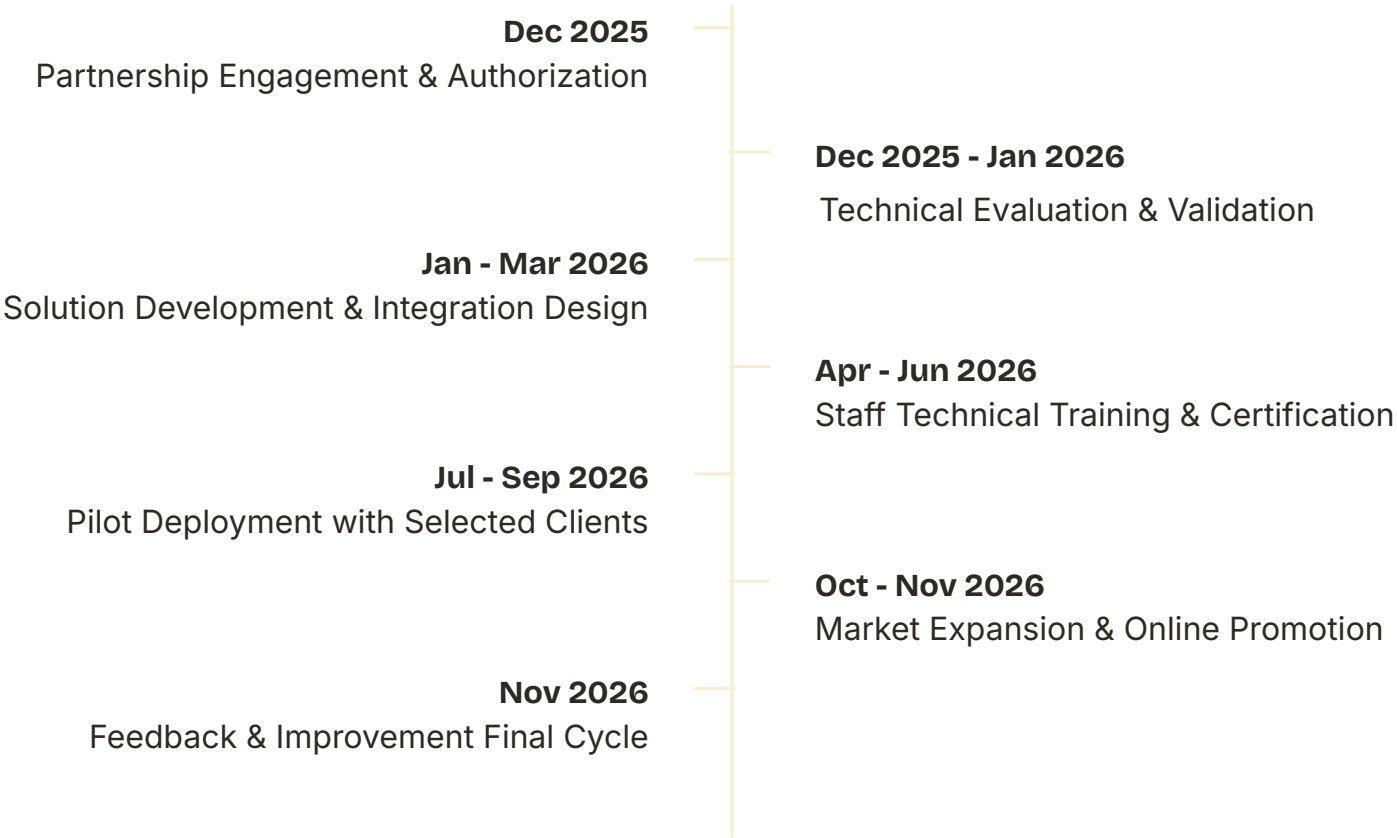 Dec 2025
Partnership Engagement & Authorization
Dec 2025 - Jan 2026
Technical Evaluation & Validation
Jan - Mar 2026
Solution Development & Integration Design
Apr - Jun 2026
Staff Technical Training & Certification
Jul - Sep 2026
Pilot Deployment with Selected Clients
Oct - Nov 2026
Market Expansion & Online Promotion
Nov 2026
Feedback & Improvement Final Cycle